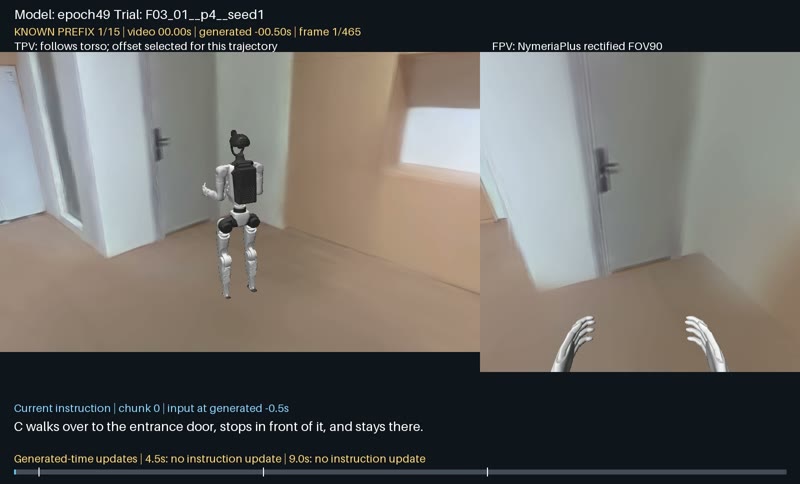 Model: epoch49 Trial: F03_01__p4__seed1
KNOWN PREFIX 1/15 | video 00.00s | generated -00.50s | frame 1/465
TPV: follows torso; offset selected for this trajectory
FPV: NymeriaPlus rectified FOV90
Current instruction | chunk 0 | input at generated -0.5s
C walks over to the entrance door, stops in front of it, and stays there.
Generated-time updates | 4.5s: no instruction update | 9.0s: no instruction update